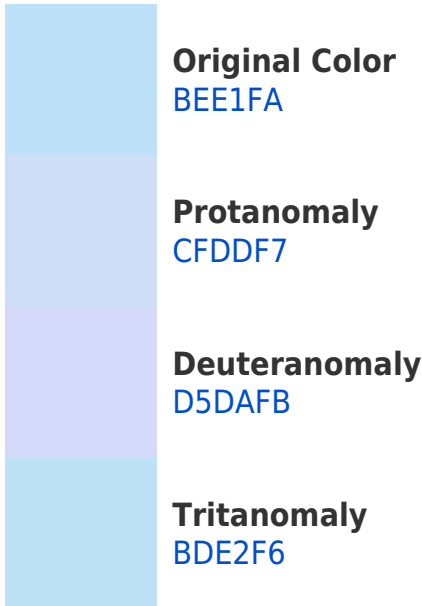 Original Color
BEE1FA
Protanomaly
CFDDF7
Deuteranomaly
D5DAFB
Tritanomaly
BDE2F6